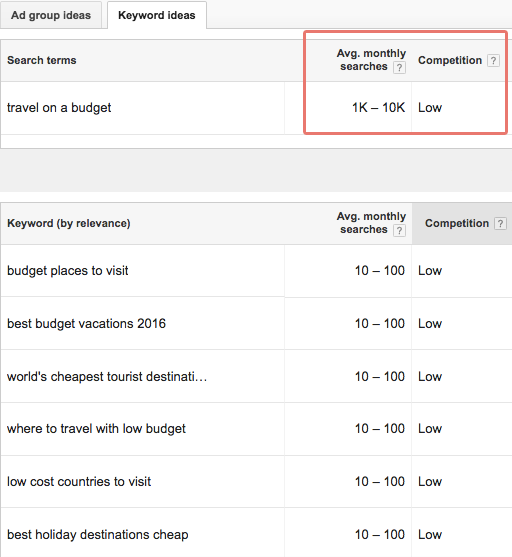 Ad group ideas Keyword ideas
Search terms Avg. monthly searches ? Competition ?
travel on a budget 1K – 10K Low
Keyword (by relevance) Avg. monthly searches ? Competition ?
budget places to visit 10 – 100 Low
best budget vacations 2016 10 – 100 Low
world's cheapest tourist destinati… 10 – 100 Low
where to travel with low budget 10 – 100 Low
low cost countries to visit 10 – 100 Low
best holiday destinations cheap 10 – 100 Low